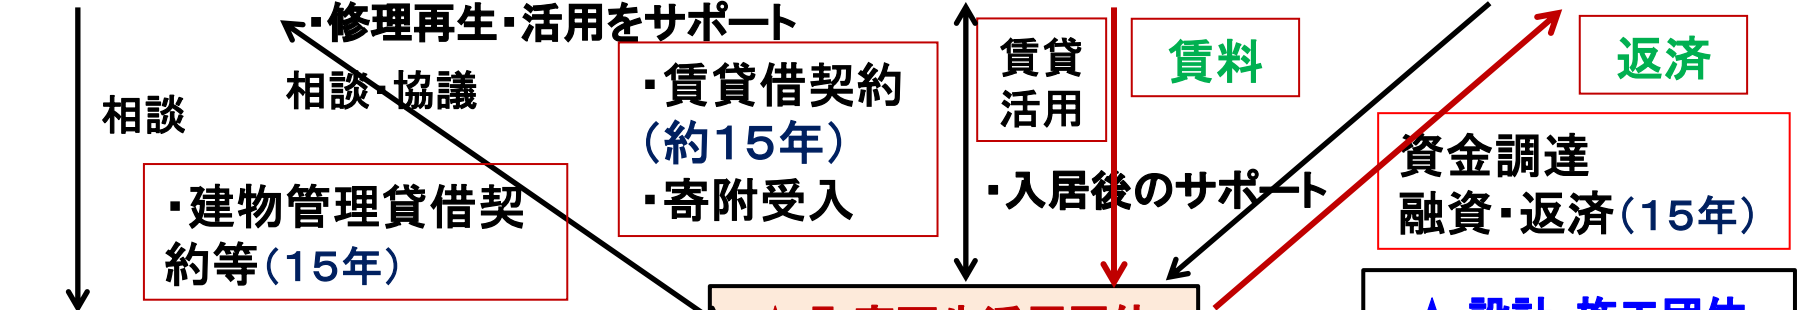 ・修理再生・活用をサポート
相談・協議
相談
・賃貸借契約
（約15年）
・寄附受入
賃貸
活用
賃料
返済
・建物管理貸借契
約等（15年）
・入居後のサポート
資金調達
融資・返済（15年）